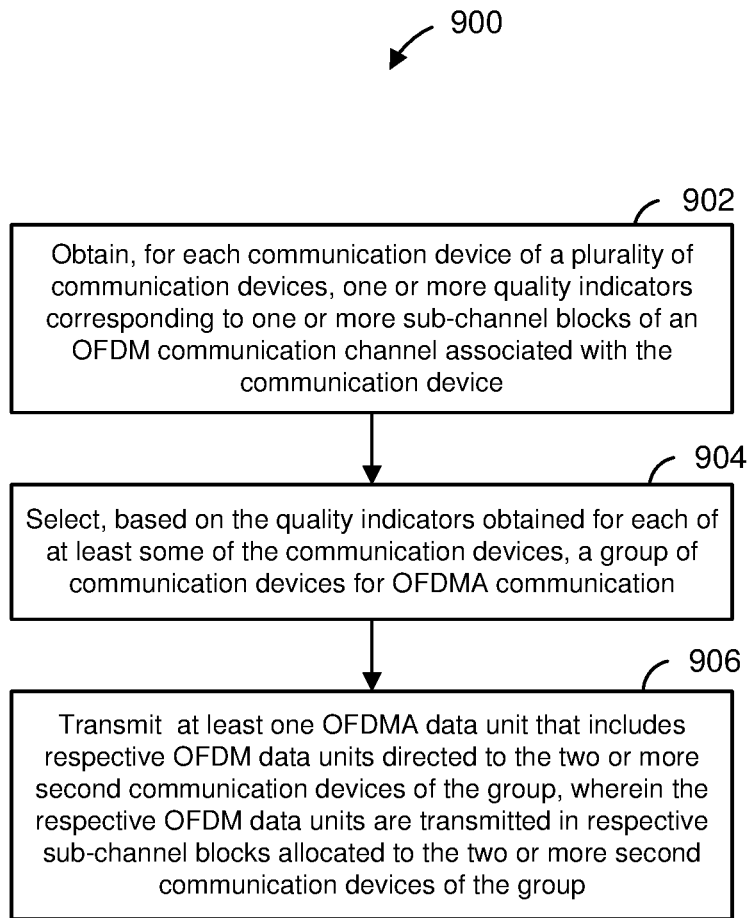 900
902
Obtain, for each communication device of a plurality of
communication devices, one or more quality indicators
corresponding to one or more sub-channel blocks of an
OFDM communication channel associated with the
communication device
904
Select, based on the quality indicators obtained for each of
at least some of the communication devices, a group of
communication devices for OFDMA communication
906
Transmit at least one OFDMA data unit that includes
respective OFDM data units directed to the two or more
second communication devices of the group, wherein the
respective OFDM data units are transmitted in respective
sub-channel blocks allocated to the two or more second
communication devices of the group